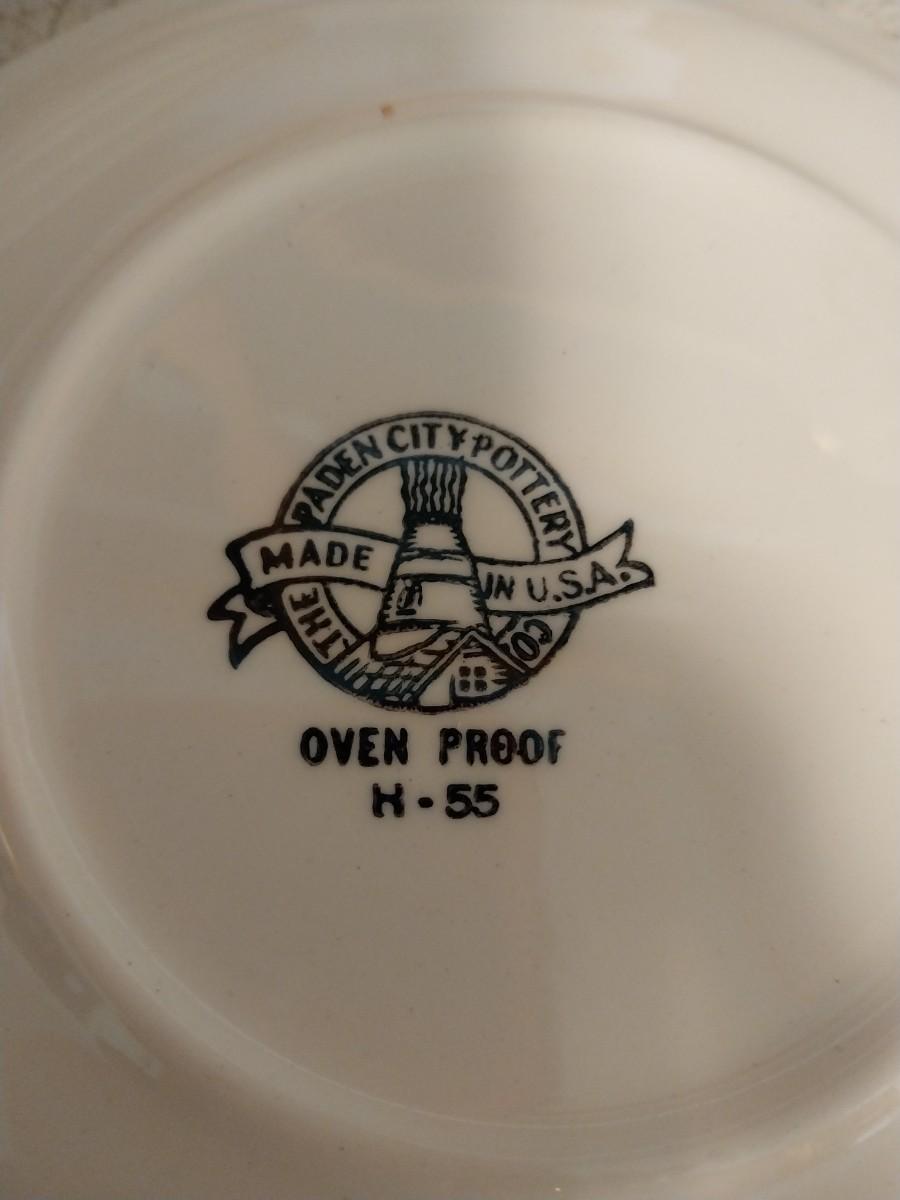 THE PADEN CITY POTTERY CO.
MADE IN U.S.A.
OVEN PROOF
H - 55